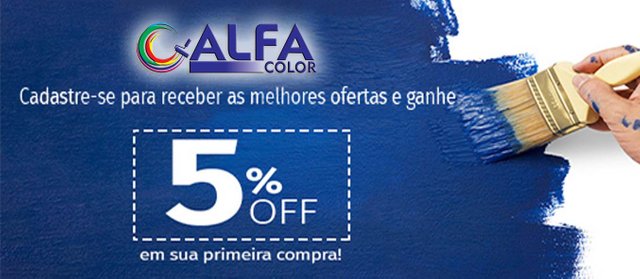 ALFA
COLOR
Cadastre-se para receber as melhores ofertas e ganhe
5% OFF
em sua primeira compra!